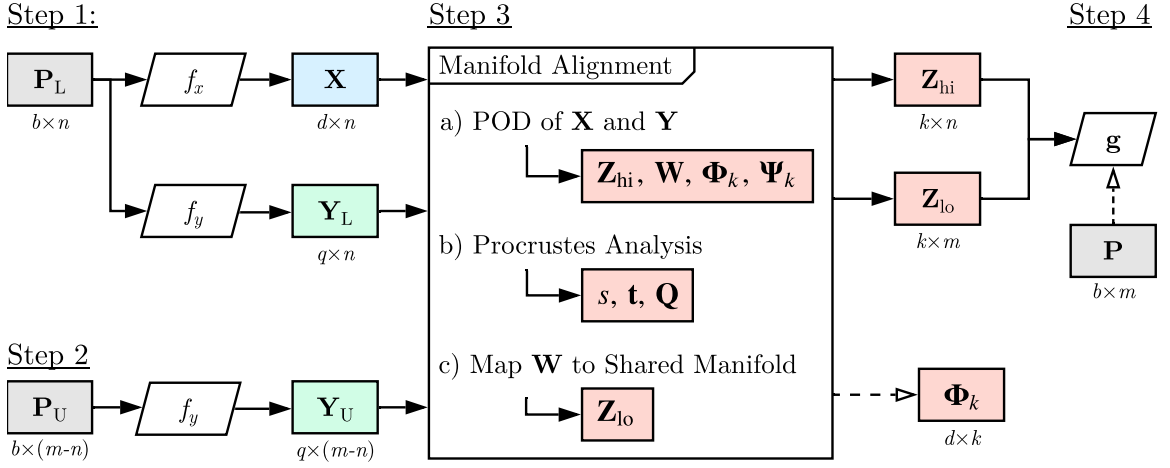 Step 1:
P_L
b×n
f_x
X
d×n
f_y
Y_L
q×n
Step 2
P_U
b×(m-n)
f_y
Y_U
q×(m-n)
Step 3
Manifold Alignment
a) POD of X and Y
Z_hi, W, Φ_k, Ψ_k
b) Procrustes Analysis
s, t, Q
c) Map W to Shared Manifold
Z_lo
Z_hi
k×n
Z_lo
k×m
Φ_k
d×k
Step 4
g
P
b×m